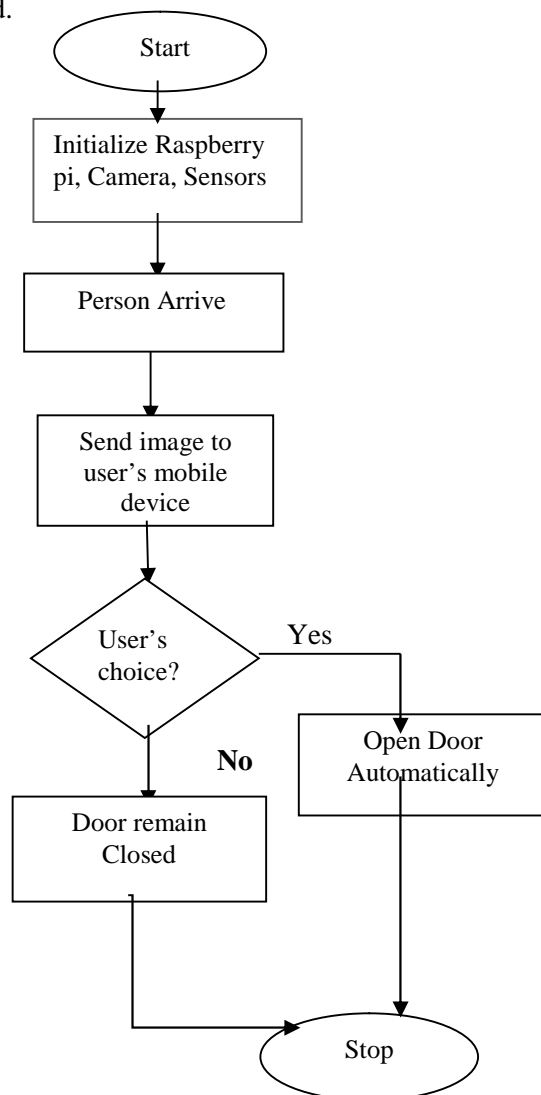 d.
Start
Initialize Raspberry
pi, Camera, Sensors
Person Arrive
Send image to
user’s mobile
device
User’s
choice?
Yes
No
Open Door
Automatically
Door remain
Closed
Stop